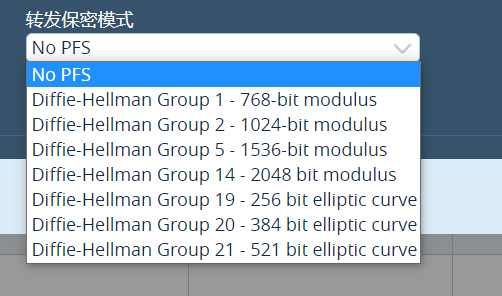 转发保密模式
No PFS
No PFS
Diffie-Hellman Group 1 - 768-bit modulus
Diffie-Hellman Group 2 - 1024-bit modulus
Diffie-Hellman Group 5 - 1536-bit modulus
Diffie-Hellman Group 14 - 2048 bit modulus
Diffie-Hellman Group 19 - 256 bit elliptic curve
Diffie-Hellman Group 20 - 384 bit elliptic curve
Diffie-Hellman Group 21 - 521 bit elliptic curve